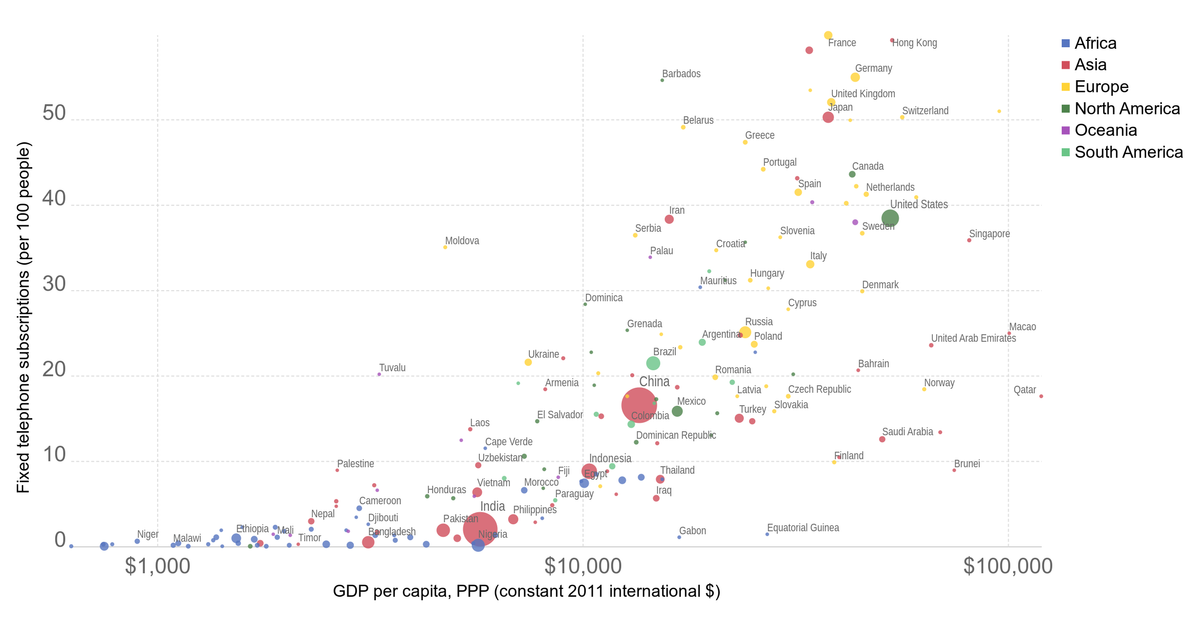 France
Hong Kong
Africa
Asia
Germany
Barbados
Europe
United Kingdom
Japan
North America
50
Switzerland
Belarus
Oceania
Greece
South America
Portugal
Canada
Spain
Netherlands
40
United States
Iran
Serbia
Slovenia
Sweden
Singapore
Moldova
Croatia
Palau
Italy
Hungary
Mauritius
30
Denmark
Dominica
Cyprus
Grenada
Russia
Macao
Argentina
Poland
United Arab Emirates
Ukraine
Brazil
Tuvalu
Bahrain
20
Romania
Armenia
China
Latvia
Czech Republic
Norway
Qatar
Mexico
Slovakia
El Salvador
Colombia
Turkey
Laos
Dominican Republic
Saudi Arabia
Cape Verde
10
Uzbekistan
Indonesia
Finland
Palestine
Fiji
Egypt
Thailand
Brunei
Honduras
Vietnam
Morocco
Iraq
Paraguay
Cameroon
India
Philippines
Nepal
Djibouti
Pakistan
Niger
Ethiopia
Mali
Bangladesh
Nigeria
Gabon
Equatorial Guinea
Malawi
Timor
0
$1,000
$10,000
$100,000
GDP per capita, PPP (constant 2011 international $)
Fixed telephone subscriptions (per 100 people)